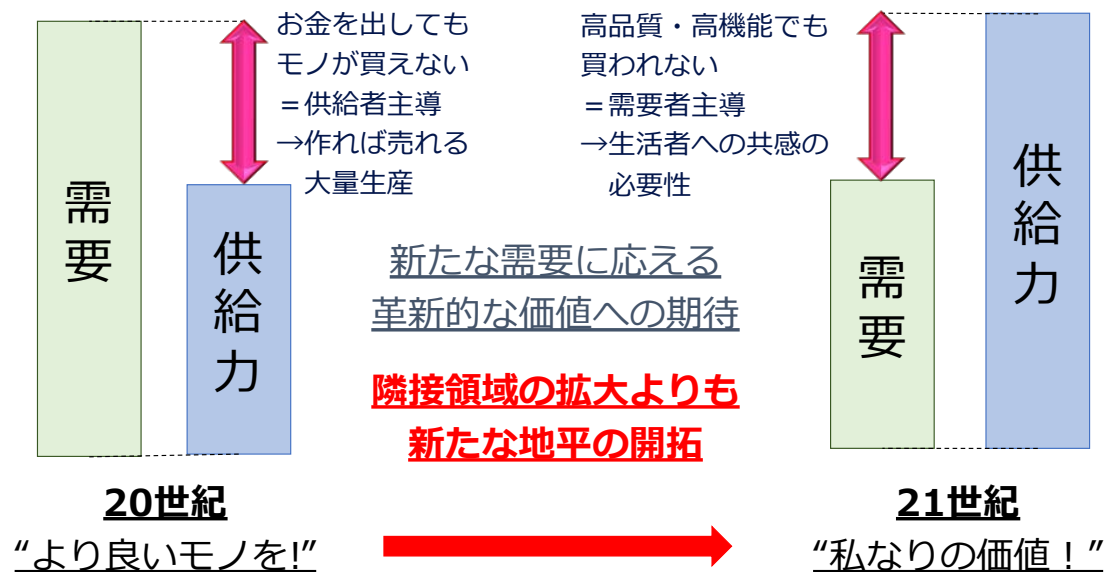 お金を出しても
モノが買えない
＝供給者主導
→作れば売れる
大量生産
高品質・高機能でも
買われない
＝需要者主導
→生活者への共感の
必要性
需要
供給力
新たな需要に応える
革新的な価値への期待
隣接領域の拡大よりも
新たな地平の開拓
需要
供給力
20世紀
“より良いモノを!”
21世紀
“私なりの価値！”